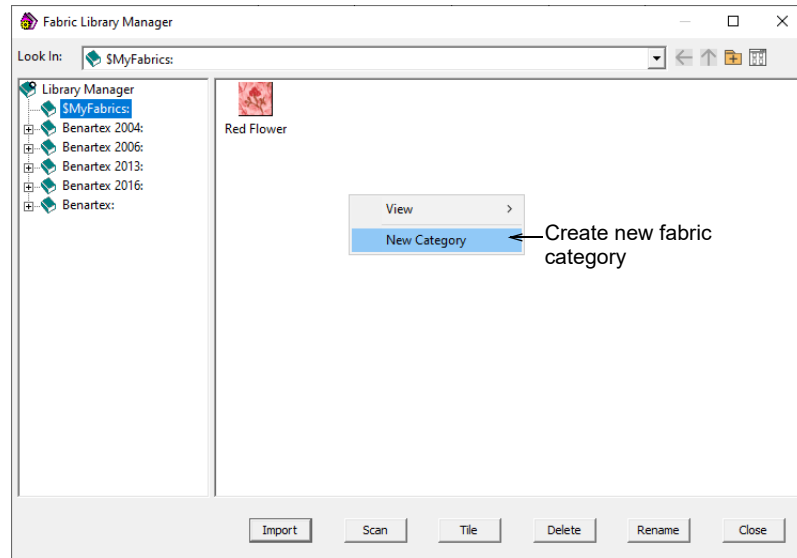 Fabric Library Manager
Look In: $MyFabrics:
Library Manager
$MyFabrics:
Benartex 2004:
Benartex 2006:
Benartex 2013:
Benartex 2016:
Benartex:
Red Flower
View
New Category
Create new fabric
category
Import Scan Tile Delete Rename Close